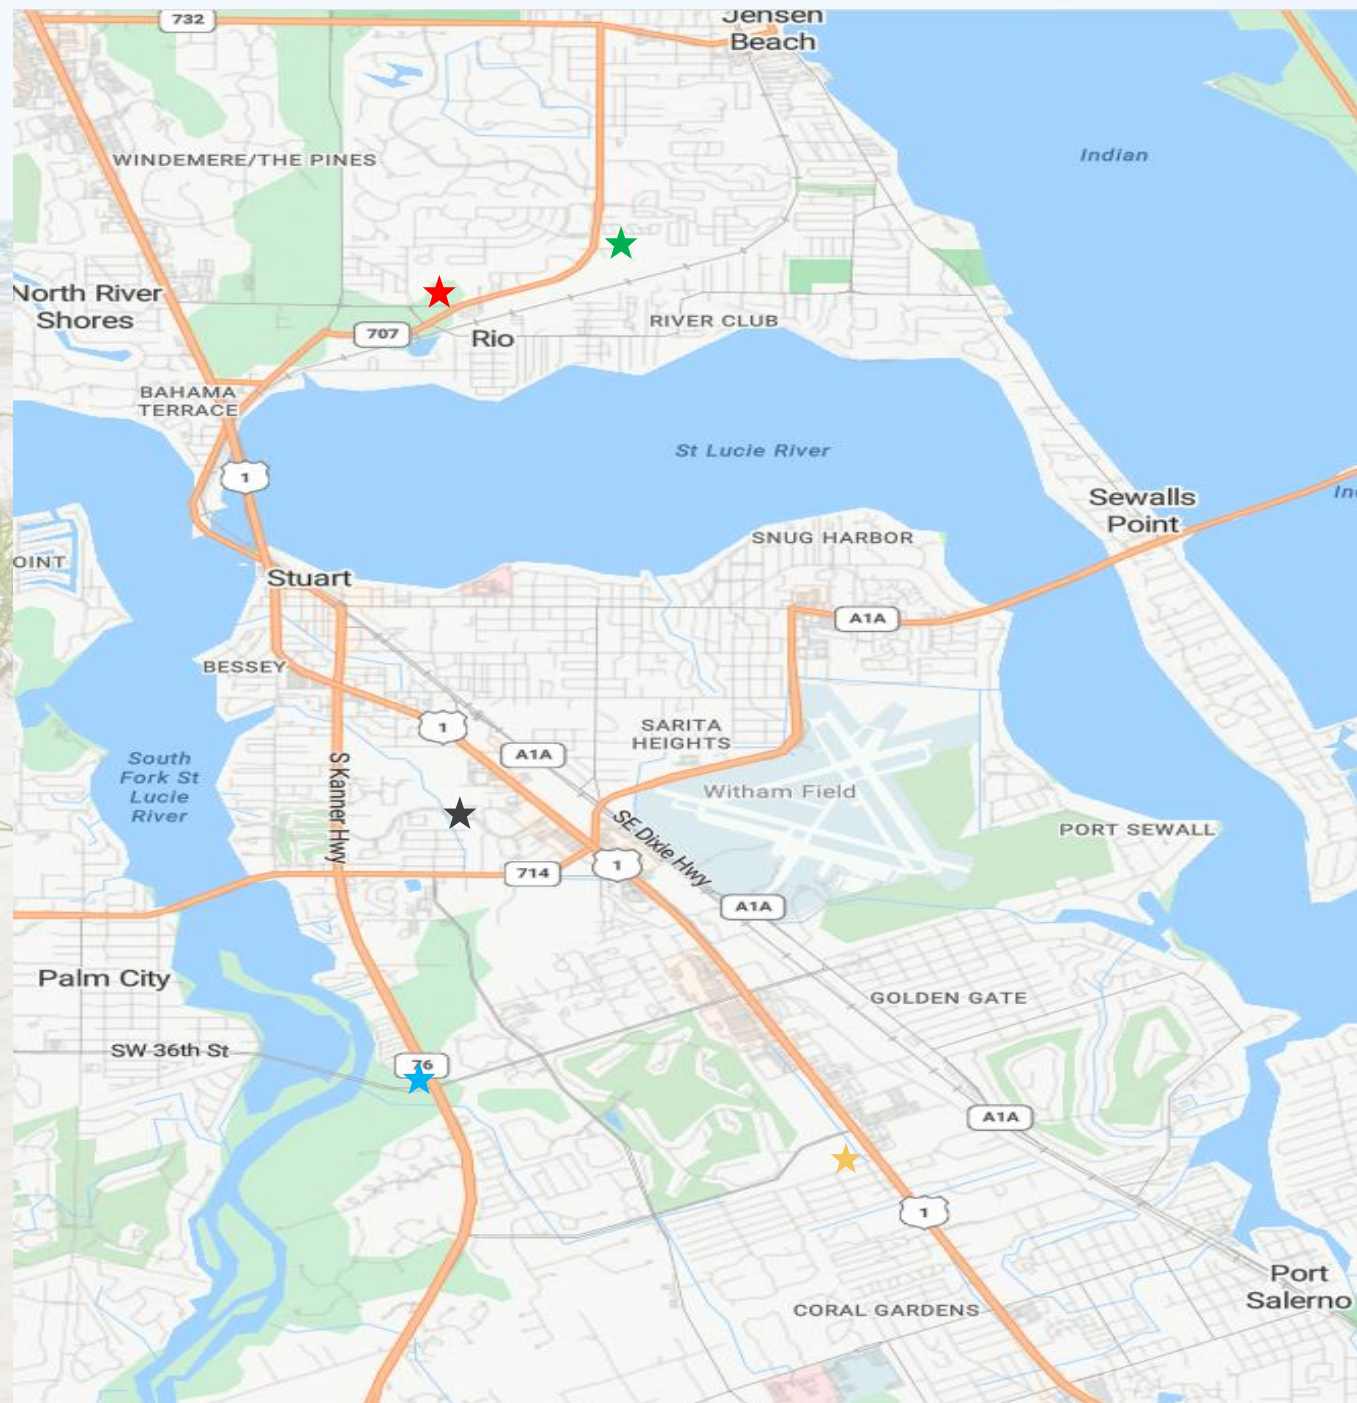 732
Jensen
Beach
Indian
WINDEMERE/THE PINES
North River
Shores
707
Rio
RIVER CLUB
BAHAMA
TERRACE
St Lucie River
1
Sewalls
Point
SNUG HARBOR
OINT
Stuart
A1A
BESSEY
1
SARITA
HEIGHTS
A1A
South
Fork St
Lucie
River
S Kanner Hwy
Witham Field
SE Dixie Hwy
PORT SEWALL
714
1
A1A
Palm City
GOLDEN GATE
SW 36th St
76
A1A
1
Port
Salerno
CORAL GARDENS